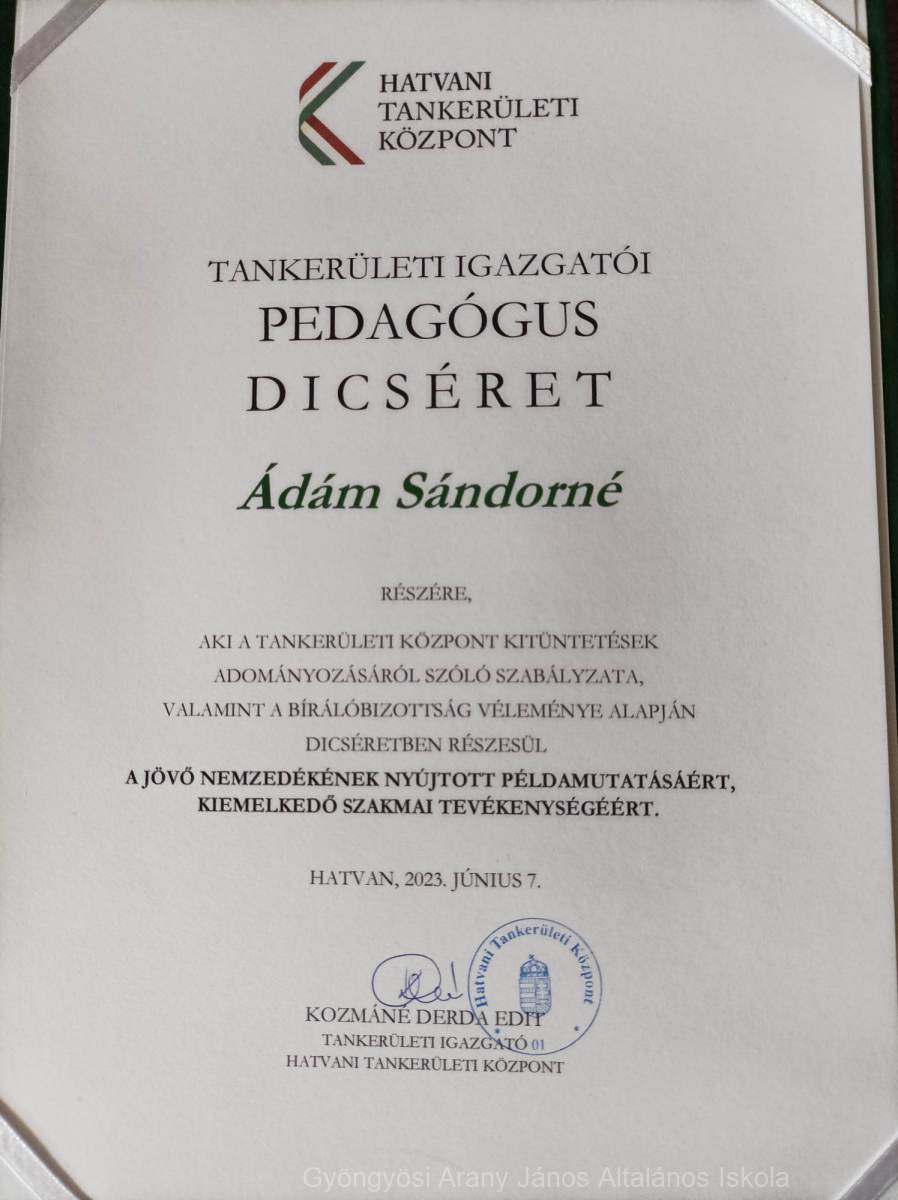 HATVANI
TANKERÜLETI
KÖZPONT
TANKERÜLETI IGAZGATÓI
PEDAGÓGUS
DICSÉRET
Ádám Sándorné
RÉSZÉRE,
AKI A TANKERÜLETI KÖZPONT KITÜNTETÉSEK
ADOMÁNYOZÁSÁRÓL SZÓLÓ SZABÁLYZATA,
VALAMINT A BÍRÁLÓBIZOTTSÁG VÉLEMÉNYE ALAPJÁN
DICSÉRETBEN RÉSZESÜL
A JÖVŐ NEMZEDÉKÉNEK NYÚJTOTT PÉLDAMUTATÁSÁÉRT,
KIEMELKEDŐ SZAKMAI TEVÉKENYSÉGÉÉRT.
HATVAN, 2023. JÚNIUS 7.
Hatvani Tankerületi Központ
KOZMÁNÉ DERDA EDIT
TANKERÜLETI IGAZGATÓ 01
HATVANI TANKERÜLETI KÖZPONT
Gyöngyösi Arany János Általános Iskola